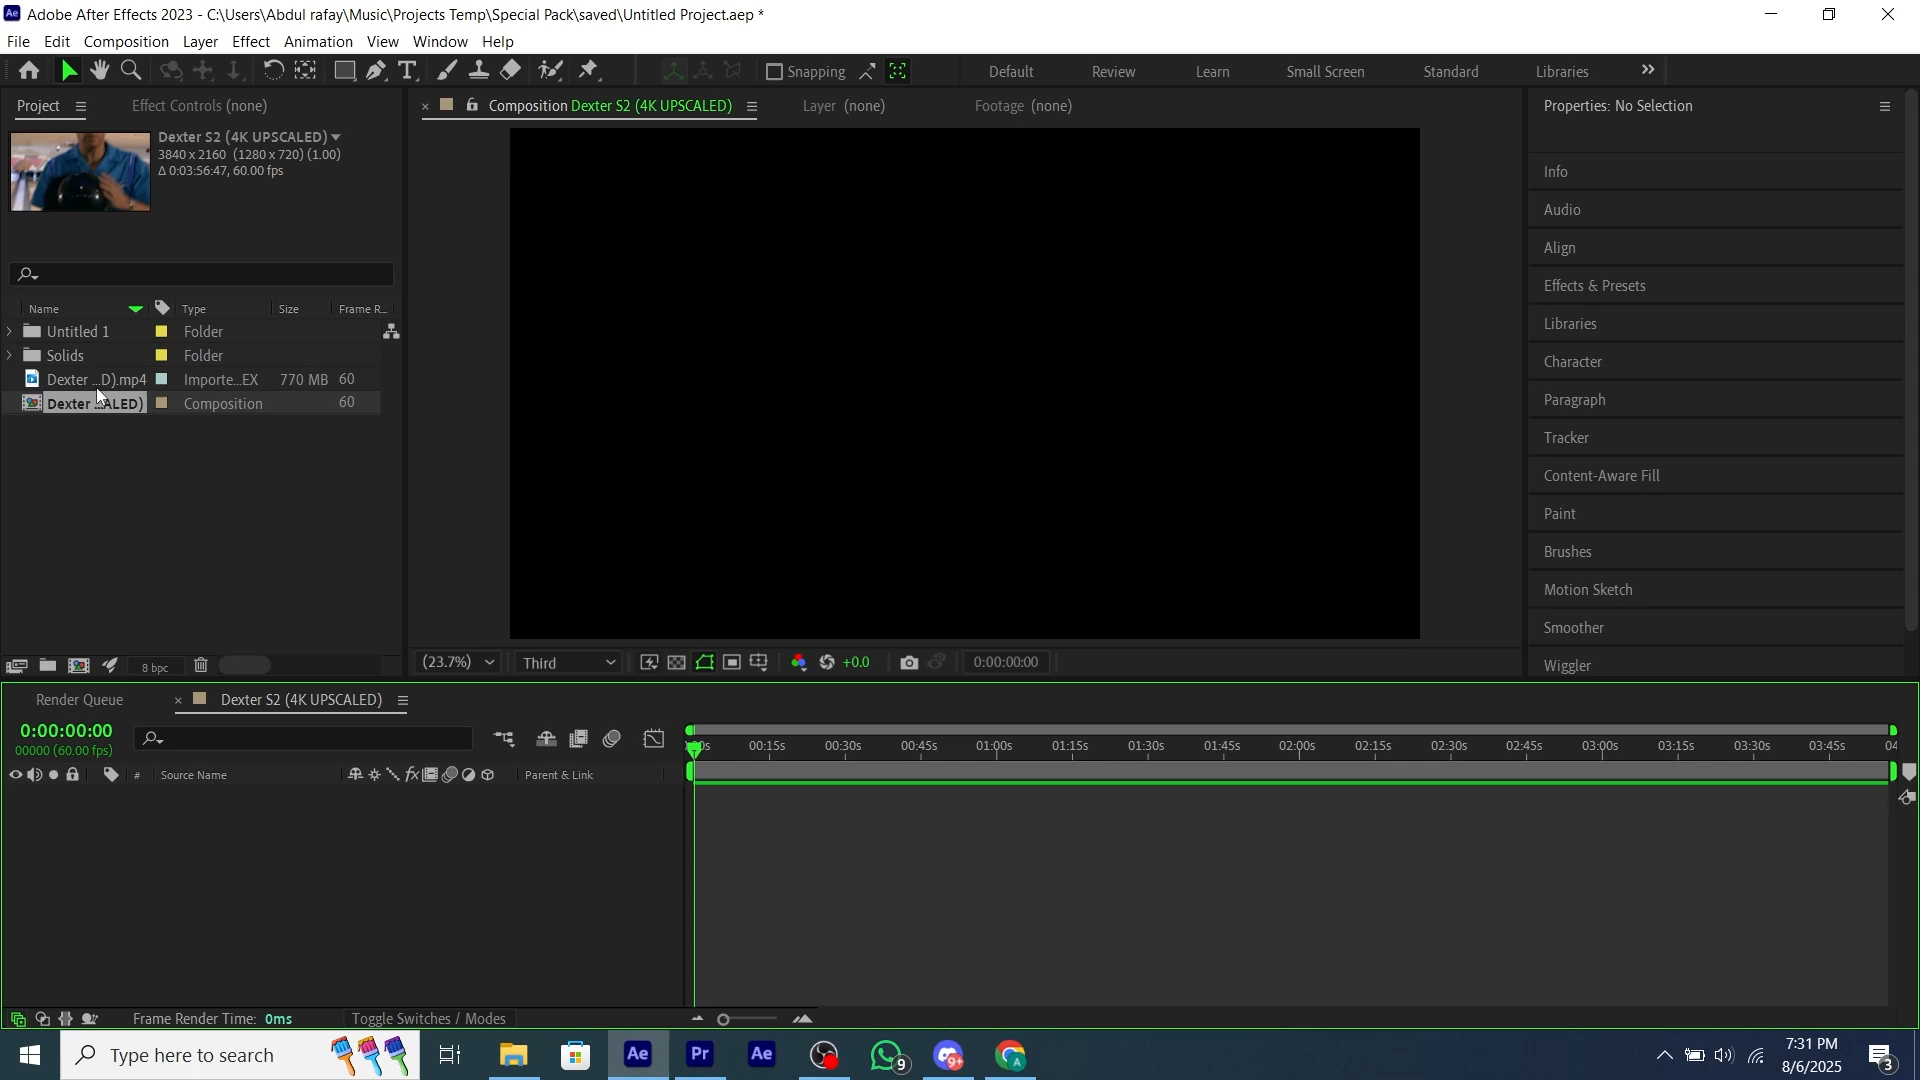 Ae Adobe After Effects 2023 - C:\Users\Abdul rafay\Music\Projects Temp\Special Pack\saved\Untitled Project.aep *
File Edit Composition Layer Effect Animation View Window Help
T Snapping Default Review Learn Small Screen Standard Libraries »
Project Effect Controls (none) × Composition Dexter S2 (4K UPSCALED) Layer (none) Footage (none) Properties: No Selection
Dexter S2 (4K UPSCALED)
3840 x 2160 (1280 x 720) (1.00)
Δ 0:03:56:47, 60.00 fps
Info
Audio
Align
Effects & Presets
Libraries
Character
Paragraph
Tracker
Content-Aware Fill
Paint
Brushes
Motion Sketch
Smoother
Wiggler
Name Type Size Frame R...
Untitled 1 Folder
Solids Folder
Dexter ...D).mp4 Importe...EX 770 MB 60
Dexter ...ALED) Composition 60
8 bpc (23.7%) Third +0.0 0:00:00:00
Render Queue × Dexter S2 (4K UPSCALED)
0:00:00:00
00000 (60.00 fps)
00:15s 00:30s 00:45s 01:00s 01:15s 01:30s 01:45s 02:00s 02:15s 02:30s 02:45s 03:00s 03:15s 03:30s 03:45s 04
# Source Name fx Parent & Link
Frame Render Time: 0ms Toggle Switches / Modes
Type here to search Ae Pr Ae 9 9+ A 7:31 PM
8/6/2025 3